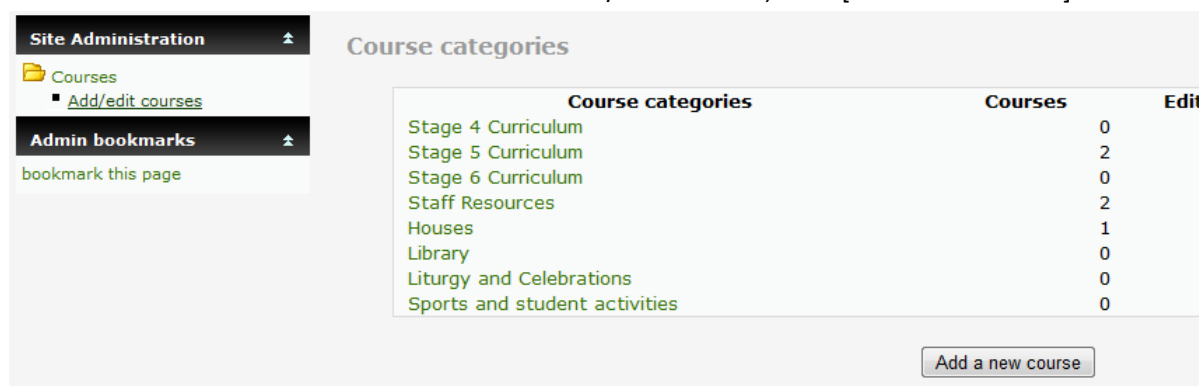 Site Administration
Courses
Add/edit courses
Admin bookmarks
bookmark this page
Course categories
Course categories Courses Edit
Stage 4 Curriculum 0
Stage 5 Curriculum 2
Stage 6 Curriculum 0
Staff Resources 2
Houses 1
Library 0
Liturgy and Celebrations 0
Sports and student activities 0
Add a new course